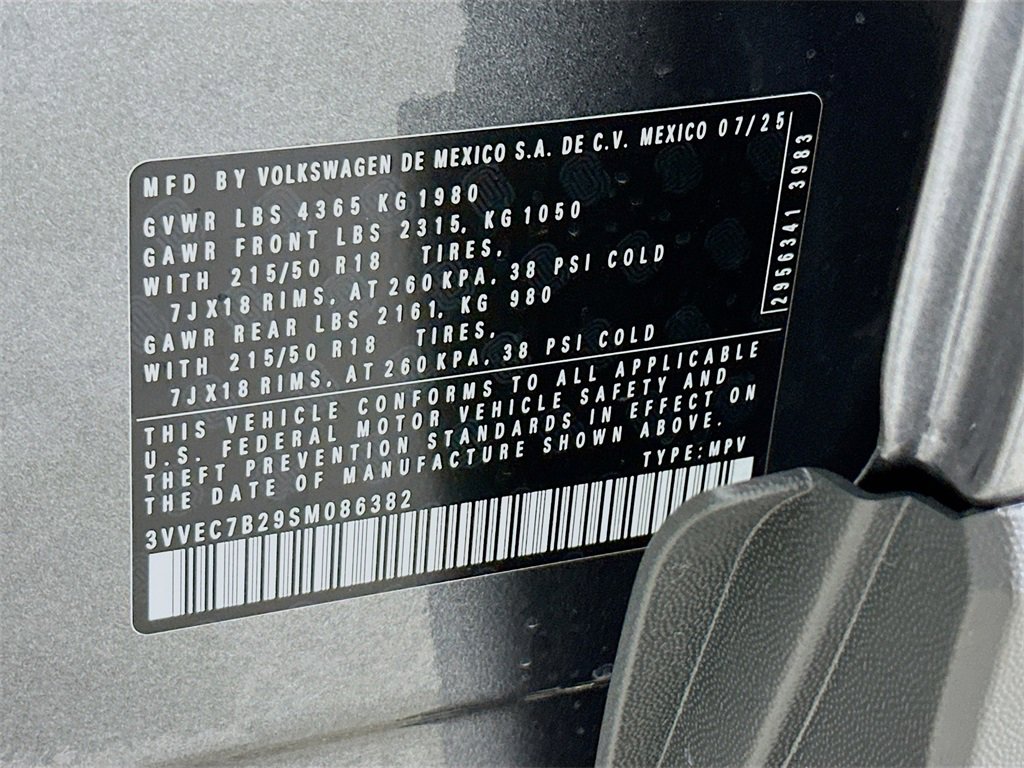 MFD BY VOLKSWAGEN DE MEXICO S.A. DE C.V. MEXICO 07/25
GVWR LBS 4365 KG 1980
GAWR FRONT LBS 2315, KG 1050
WITH 215/50 R18 TIRES,
7JX18 RIMS, AT 260 KPA, 38 PSI COLD
GAWR REAR LBS 2161, KG 980
WITH 215/50 R18 TIRES,
7JX18 RIMS, AT 260 KPA, 38 PSI COLD
2956341 3983
THIS VEHICLE CONFORMS TO ALL APPLICABLE
U.S. FEDERAL MOTOR VEHICLE SAFETY AND
THEFT PREVENTION STANDARDS IN EFFECT ON
THE DATE OF MANUFACTURE SHOWN ABOVE.
TYPE:MPV
3VVEC7B29SM086382